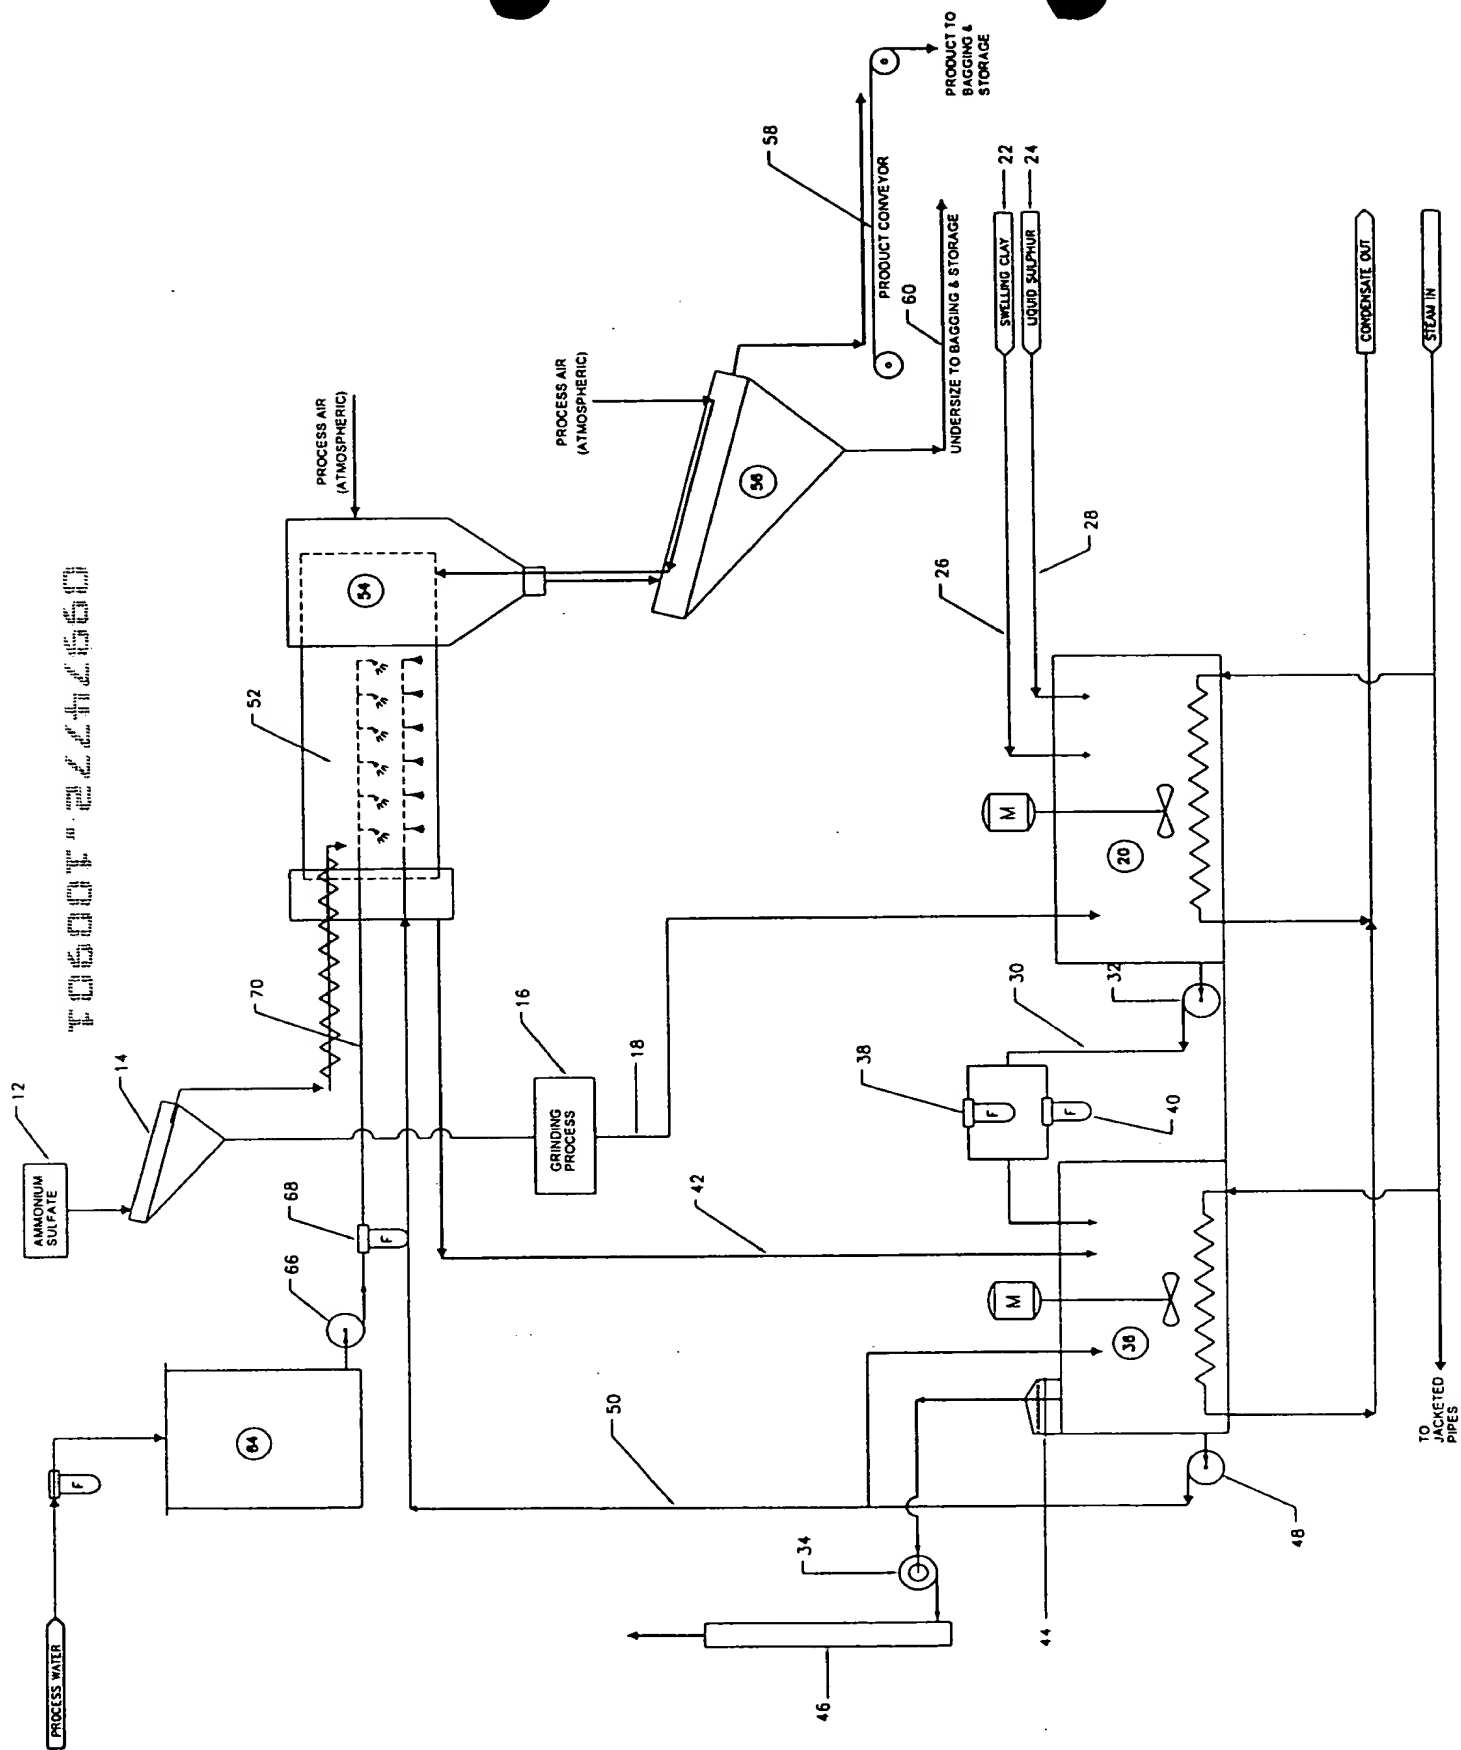 PROCESS WATER
F
64
66
12
AMMONIUM
SULFATE
14
09974772.100901
68
F
70
52
PROCESS AIR
(ATMOSPHERIC)
54
16
GRINDING
PROCESS
18
PROCESS AIR
(ATMOSPHERIC)
56
58
PRODUCT CONVEYOR
PRODUCT TO
BAGGING &
STORAGE
60
UNDERSIZE TO BAGGING & STORAGE
50
42
46
34
44
48
38
F
F
40
30
32
M
36
M
20
26
28
SWELLING CLAY
22
LIQUID SULPHUR
24
CONDENSATE OUT
STEAM IN
TO
JACKETED
PIPES